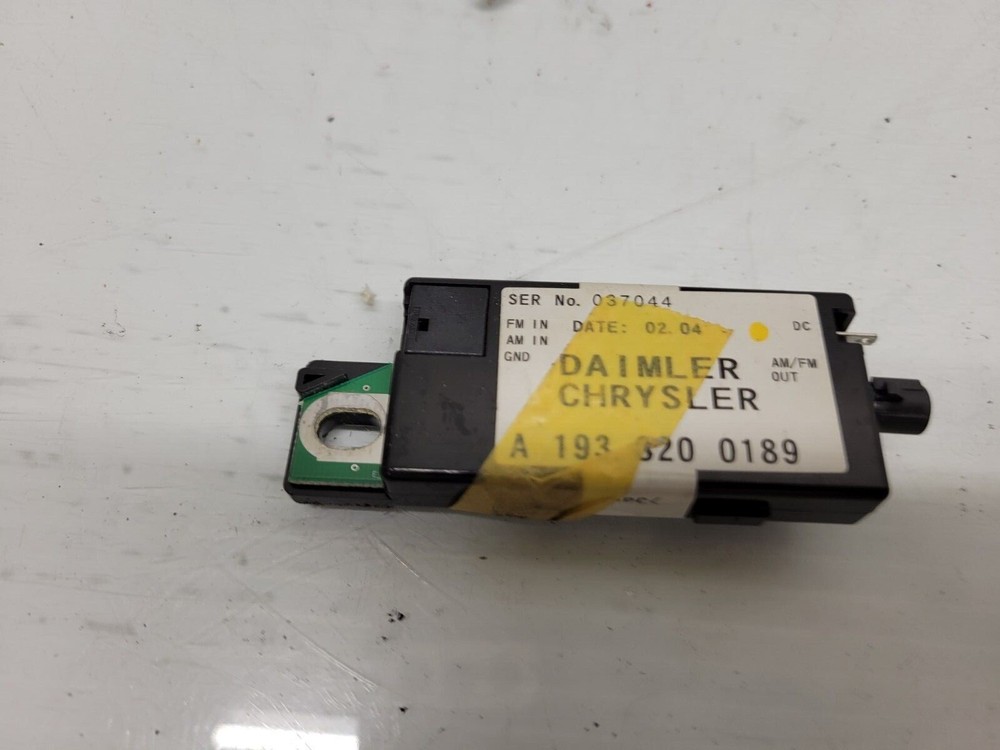 SER No. 037044
FM IN DATE: 02 04 DC
AM IN
GND
DAIMLER AM/FM
CHRYSLER OUT
A 193 820 0189